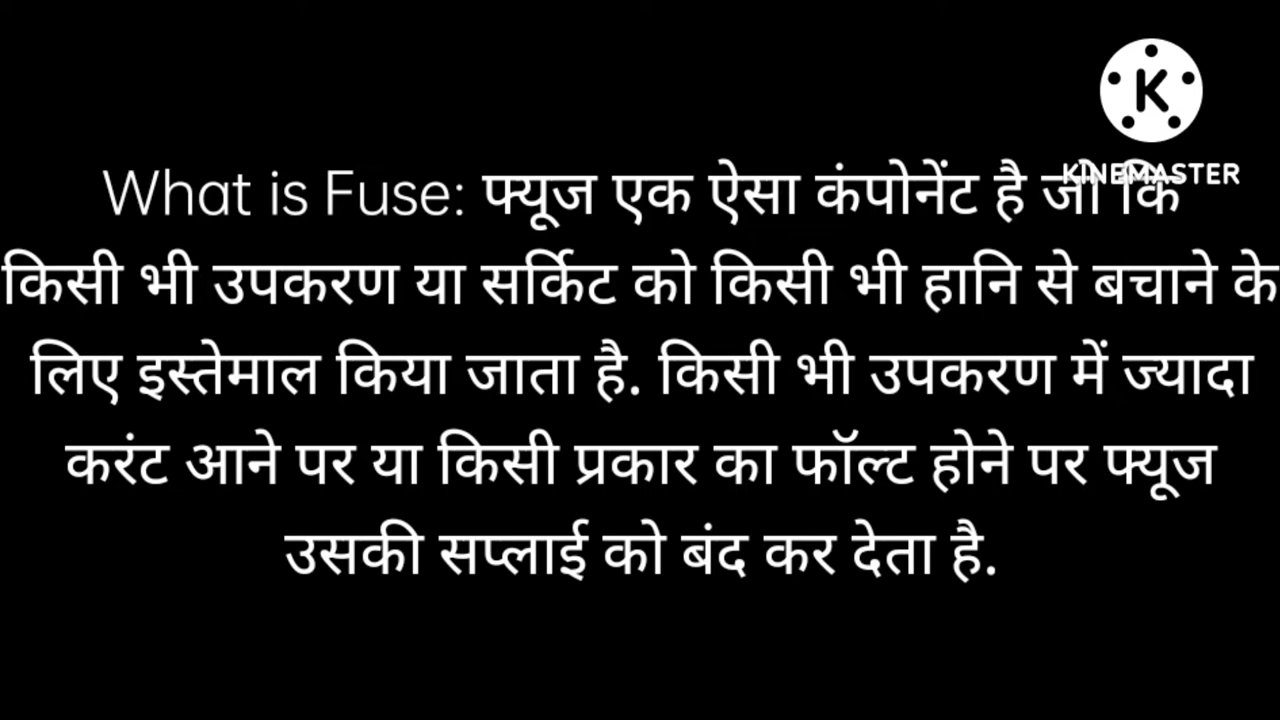 KINEMASTER
What is Fuse: फ्यूज एक ऐसा कंपोनेंट है जो कि
किसी भी उपकरण या सर्किट को किसी भी हानि से बचाने के
लिए इस्तेमाल किया जाता है. किसी भी उपकरण में ज्यादा
करंट आने पर या किसी प्रकार का फॉल्ट होने पर फ्यूज
उसकी सप्लाई को बंद कर देता है.